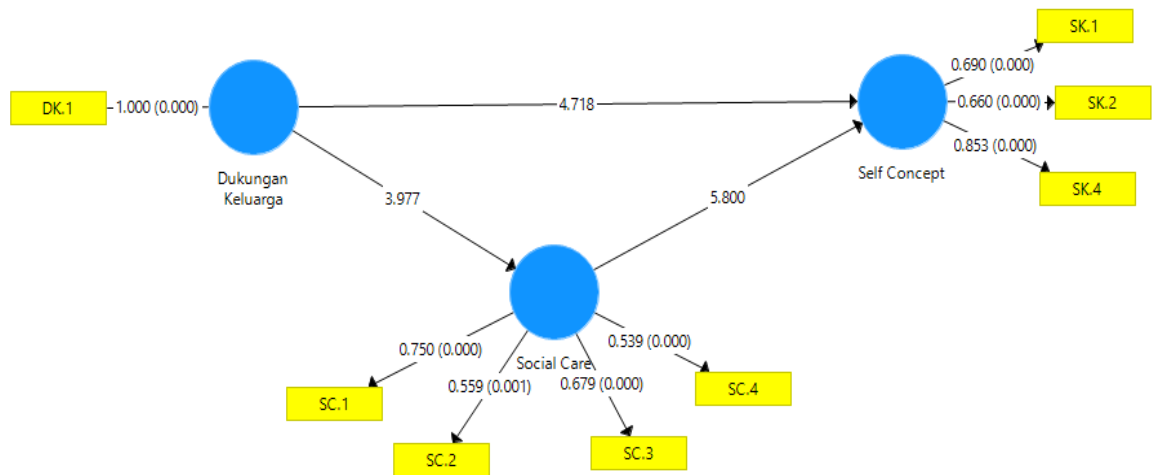 SK.1
0.690 (0.000)
DK.1
1.000 (0.000)
4.718
0.660 (0.000)
SK.2
0.853 (0.000)
Dukungan
Keluarga
Self Concept
SK.4
3.977
5.800
0.750 (0.000)
0.539 (0.000)
Social Care
0.559 (0.001)
0.679 (0.000)
SC.4
SC.1
SC.2
SC.3